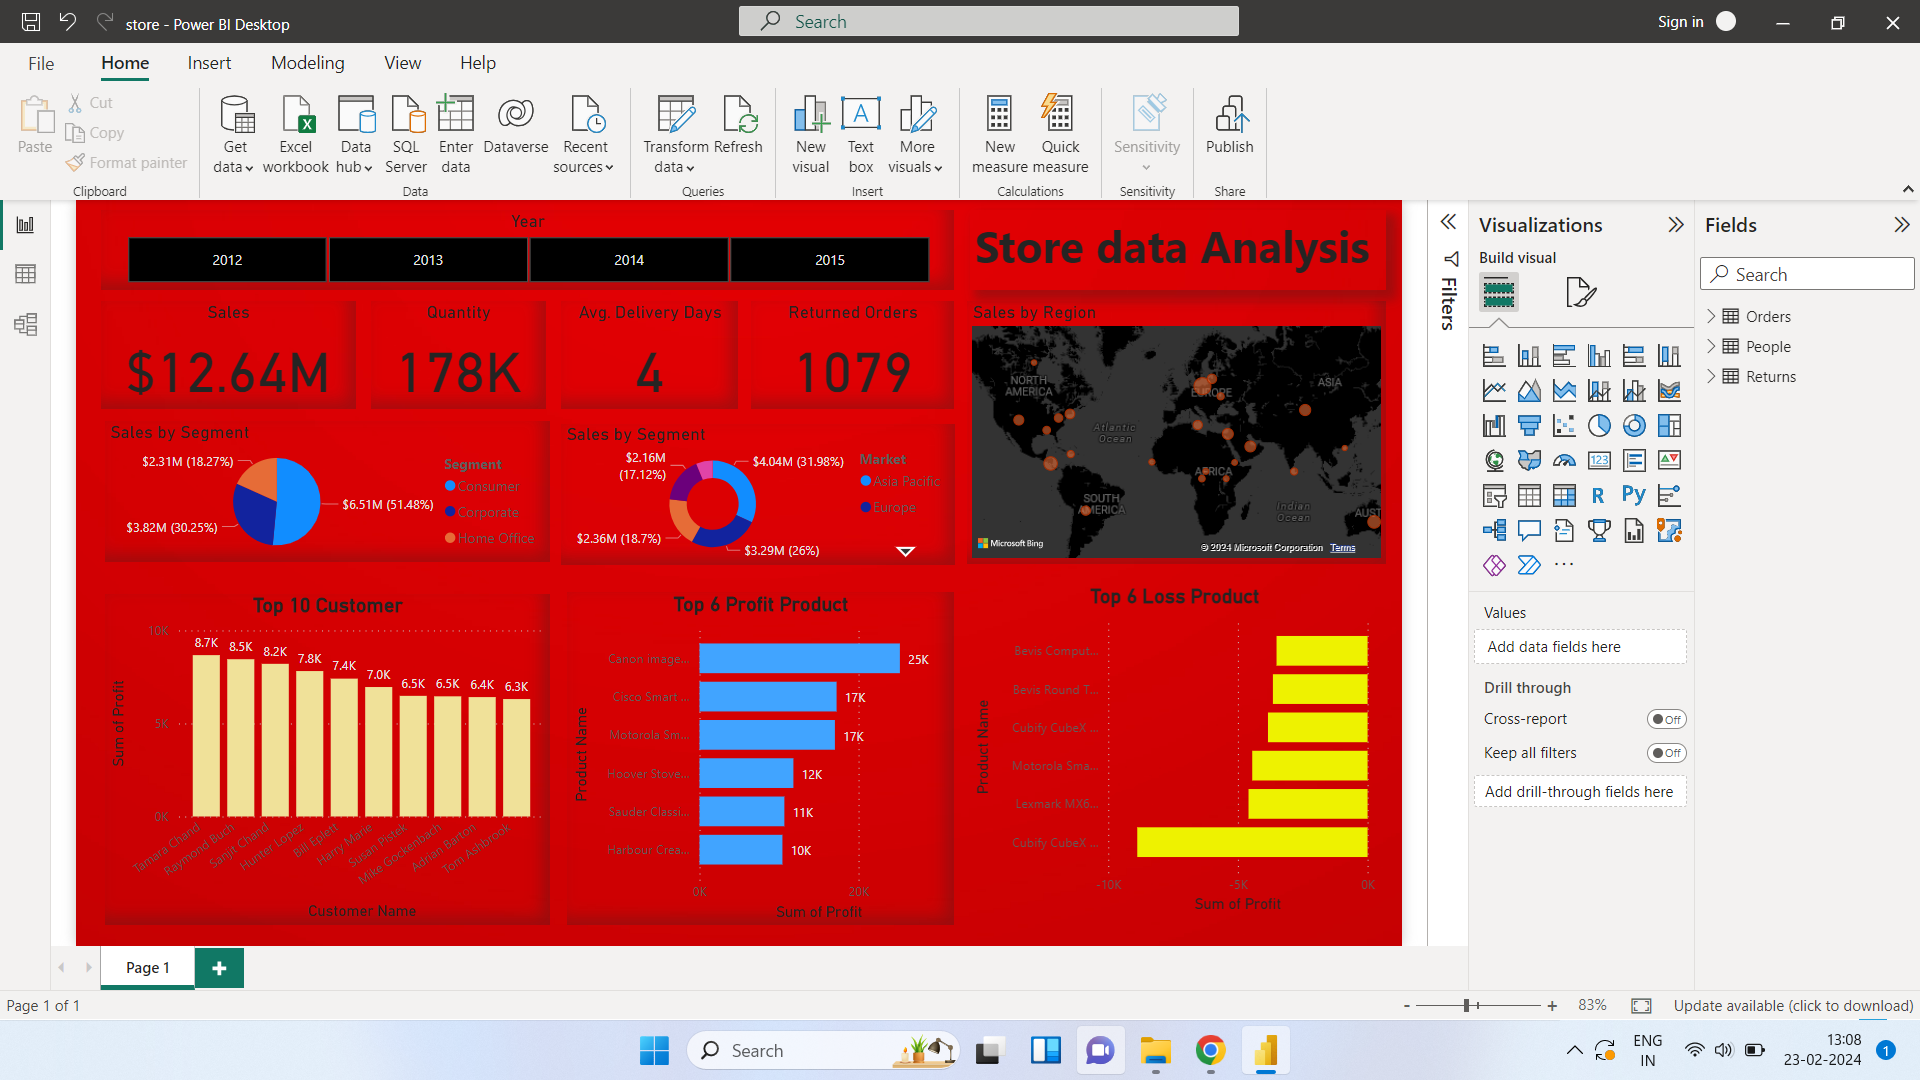 store - Power BI Desktop
Search
Sign in
File
Home
Insert
Modeling
View
Help
Paste
Cut
Copy
Format painter
Clipboard
Get data
Excel workbook
Data hub
SQL Server
Enter data
Dataverse
Recent sources
Data
Transform data
Refresh
Queries
New visual
Text box
More visuals
Insert
New measure
Quick measure
Calculations
Sensitivity
Sensitivity
Publish
Share
Year
2012
2013
2014
2015
Store data Analysis
Sales
$12.64M
Quantity
178K
Avg. Delivery Days
4
Returned Orders
1079
Sales by Segment
$2.31M (18.27%)
$6.51M (51.48%)
$3.82M (30.25%)
Segment
Consumer
Corporate
Home Office
Sales by Segment
$2.16M
(17.12%)
$4.04M (31.98%)
$2.36M (18.7%)
$3.29M (26%)
Market
Asia Pacific
Europe
Sales by Region
NORTH AMERICA
EUROPE
ASIA
Atlantic Ocean
AFRICA
SOUTH AMERICA
Indian Ocean
AUST
Microsoft Bing
© 2024 Microsoft Corporation Terms
Top 10 Customer
Sum of Profit
10K
5K
0K
8.7K
8.5K
8.2K
7.8K
7.4K
7.0K
6.5K
6.5K
6.4K
6.3K
Tamara Chand
Raymond Buch
Sanjit Chand
Hunter Lopez
Bill Eplett
Harry Marie
Susan Pistek
Mike Gockenbach
Adrian Barton
Tom Ashbrook
Customer Name
Top 6 Profit Product
Product Name
Canon Image... 25K
Cisco Smart ... 17K
Motorola Sm... 17K
Hoover Stove... 12K
Sauder Classi... 11K
Harbour Crea... 10K
0K
20K
Sum of Profit
Top 6 Loss Product
Product Name
Bevis Comput...
Bevis Round T...
Cubify CubeX ...
Motorola Sma...
Lexmark MX6...
Cubify CubeX ...
-10K
-5K
0K
Sum of Profit
Filters
Visualizations
Build visual
123
R
Py
Values
Add data fields here
Drill through
Cross-report
Off
Keep all filters
Off
Add drill-through fields here
Fields
Search
Orders
People
Returns
Page 1
Page 1 of 1
- + 83%
Update available (click to download)
Search
ENG
IN
13:08
23-02-2024
1